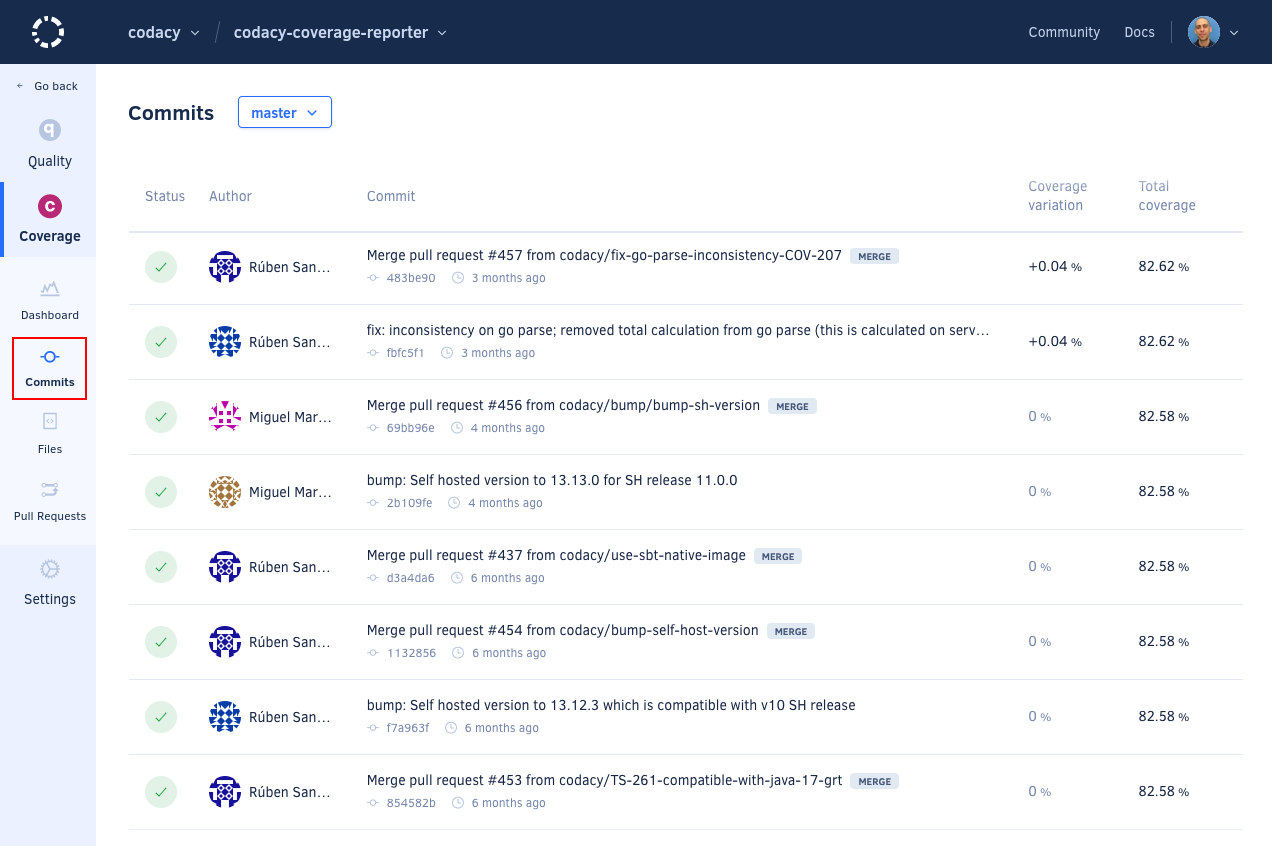 codacy / codacy-coverage-reporter Community Docs
Go back
Quality
C
Coverage
Dashboard
Commits
Files
Pull Requests
Settings
Commits master
Status Author Commit Coverage variation Total coverage
Rúben San… Merge pull request #457 from codacy/fix-go-parse-inconsistency-COV-207 MERGE +0.04 % 82.62 %
483be90 3 months ago
Rúben San… fix: inconsistency on go parse; removed total calculation from go parse (this is calculated on serv… +0.04 % 82.62 %
fbfc5f1 3 months ago
Miguel Mar… Merge pull request #456 from codacy/bump/bump-sh-version MERGE 0 % 82.58 %
69bb96e 4 months ago
Miguel Mar… bump: Self hosted version to 13.13.0 for SH release 11.0.0 0 % 82.58 %
2b109fe 4 months ago
Rúben San… Merge pull request #437 from codacy/use-sbt-native-image MERGE 0 % 82.58 %
d3a4da6 6 months ago
Rúben San… Merge pull request #454 from codacy/bump-self-host-version MERGE 0 % 82.58 %
1132856 6 months ago
Rúben San… bump: Self hosted version to 13.12.3 which is compatible with v10 SH release 0 % 82.58 %
f7a963f 6 months ago
Rúben San… Merge pull request #453 from codacy/TS-261-compatible-with-java-17-grt MERGE 0 % 82.58 %
854582b 6 months ago